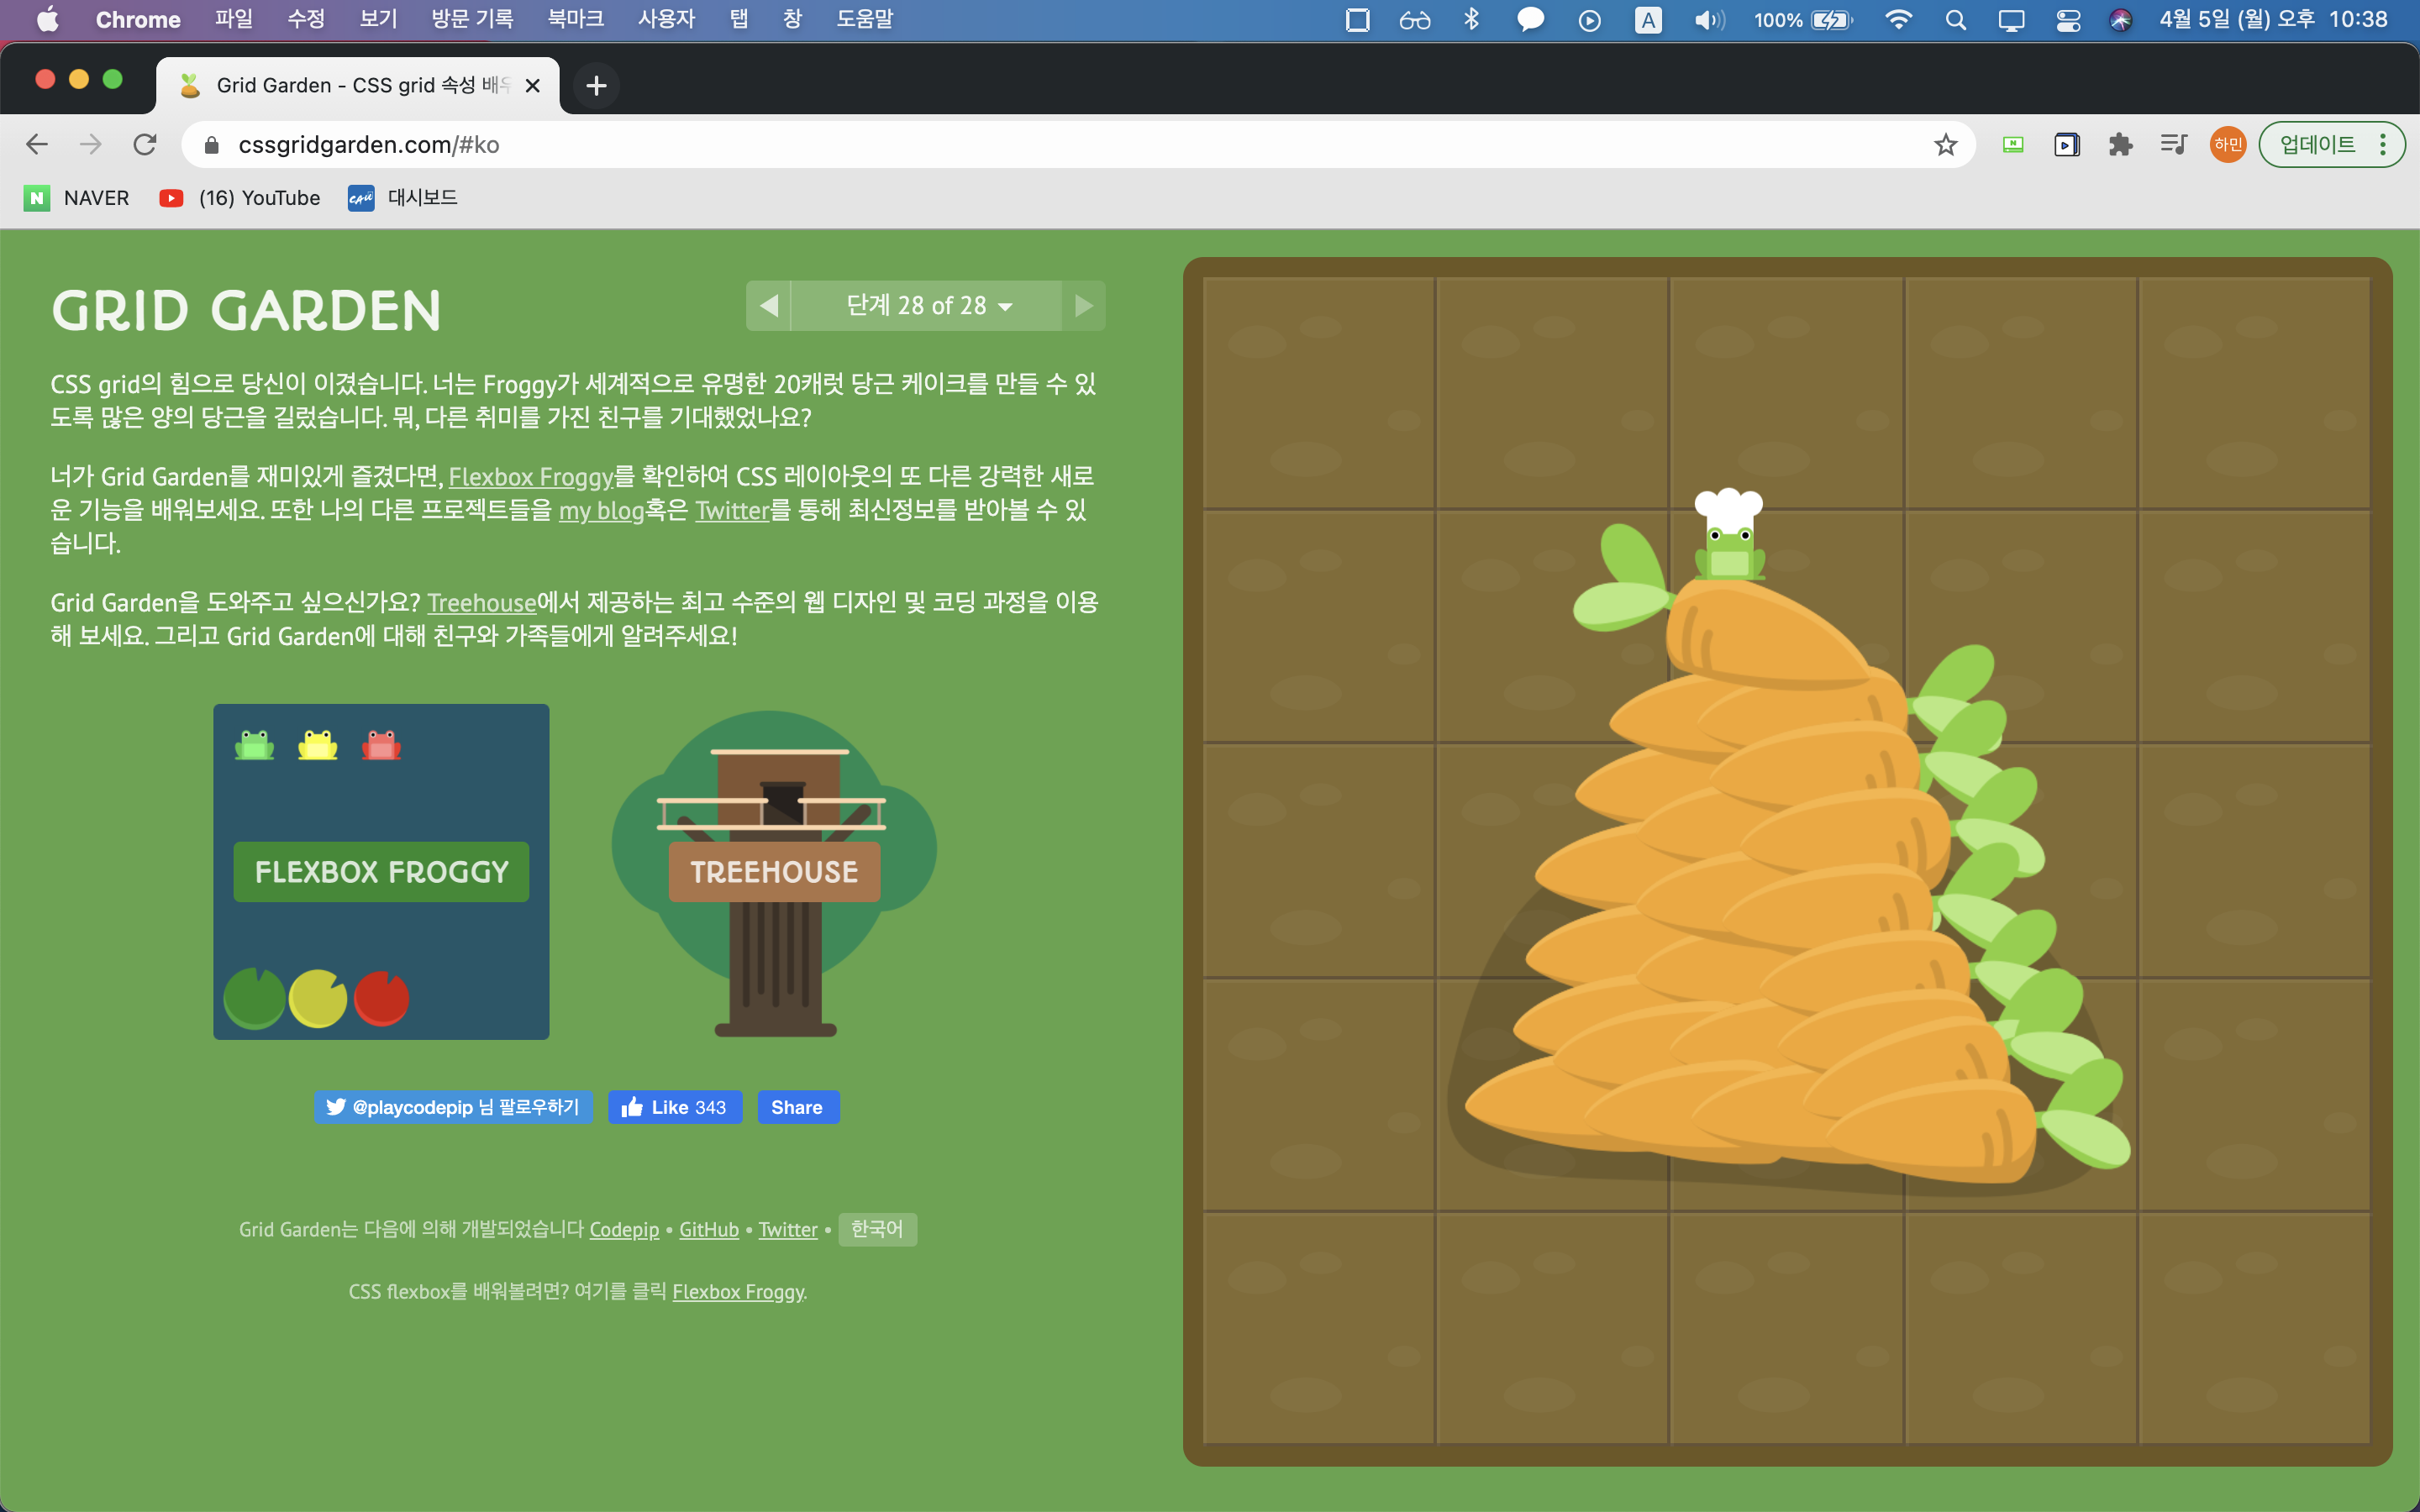 Chrome 파일 수정 보기 방문 기록 북마크 사용자 탭 창 도움말 A 100% 4월 5일 (월) 오후 10:38
Grid Garden - CSS grid 속성 배우
cssgridgarden.com/#ko 하민 업데이트
N NAVER (16) YouTube CAU 대시보드
GRID GARDEN 단계 28 of 28
CSS grid의 힘으로 당신이 이겼습니다. 너는 Froggy가 세계적으로 유명한 20캐럿 당근 케이크를 만들 수 있
도록 많은 양의 당근을 길렀습니다. 뭐, 다른 취미를 가진 친구를 기대했었나요?
너가 Grid Garden를 재미있게 즐겼다면, Flexbox Froggy를 확인하여 CSS 레이아웃의 또 다른 강력한 새로
운 기능을 배워보세요. 또한 나의 다른 프로젝트들을 my blog혹은 Twitter를 통해 최신정보를 받아볼 수 있
습니다.
Grid Garden을 도와주고 싶으신가요? Treehouse에서 제공하는 최고 수준의 웹 디자인 및 코딩 과정을 이용
해 보세요. 그리고 Grid Garden에 대해 친구와 가족들에게 알려주세요!
FLEXBOX FROGGY TREEHOUSE
@playcodepip 님 팔로우하기 Like 343 Share
Grid Garden는 다음에 의해 개발되었습니다 Codepip • GitHub • Twitter • 한국어
CSS flexbox를 배워볼려면? 여기를 클릭 Flexbox Froggy.